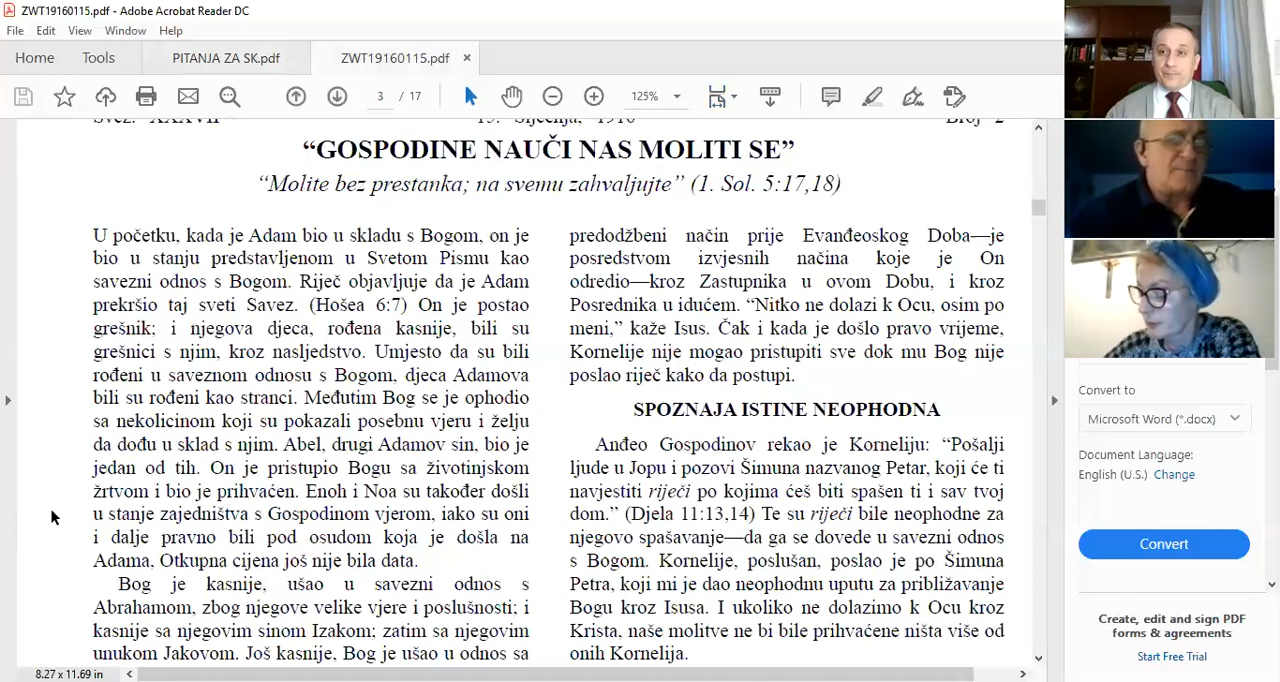 ZWT19160115.pdf - Adobe Acrobat Reader DC
File Edit View Window Help
Home Tools PITANJA ZA SK.pdf ZWT19160115.pdf ×
3 / 17 125%
“GOSPODINE NAUČI NAS MOLITI SE”
“Molite bez prestanka; na svemu zahvaljujte” (1. Sol. 5:17,18)
U početku, kada je Adam bio u skladu s Bogom, on je
bio u stanju predstavljenom u Svetom Pismu kao
savezni odnos s Bogom. Riječ objavljuje da je Adam
prekršio taj sveti Savez. (Hošea 6:7) On je postao
grešnik; i njegova djeca, rođena kasnije, bili su
grešnici s njim, kroz nasljedstvo. Umjesto da su bili
rođeni u saveznom odnosu s Bogom, djeca Adamova
bili su rođeni kao stranci. Međutim Bog se je ophodio
sa nekolicinom koji su pokazali posebnu vjeru i želju
da dođu u sklad s njim. Abel, drugi Adamov sin, bio je
jedan od tih. On je pristupio Bogu sa životinjskom
žrtvom i bio je prihvaćen. Enoh i Noa su također došli
u stanje zajedništva s Gospodinom vjerom, iako su oni
i dalje pravno bili pod osudom koja je došla na
Adama, Otkupna cijena još nije bila data.
Bog je kasnije, ušao u savezni odnos s
Abrahamom, zbog njegove velike vjere i poslušnosti; i
kasnije sa njegovim sinom Izakom; zatim sa njegovim
unukom Jakovom. Još kasnije, Bog je ušao u odnos sa
predodžbeni način prije Evanđeoskog Doba—je
posredstvom izvjesnih načina koje je On
odredio—kroz Zastupnika u ovom Dobu, i kroz
Posrednika u idućem. “Nitko ne dolazi k Ocu, osim po
meni,” kaže Isus. Čak i kada je došlo pravo vrijeme,
Kornelije nije mogao pristupiti sve dok mu Bog nije
poslao riječ kako da postupi.
SPOZNAJA ISTINE NEOPHODNA
Anđeo Gospodinov rekao je Korneliju: “Pošalji
ljude u Jopu i pozovi Šimuna nazvanog Petar, koji će ti
navjestiti riječi po kojima ćeš biti spašen ti i sav tvoj
dom.” (Djela 11:13,14) Te su riječi bile neophodne za
njegovo spašavanje—da ga se dovede u savezni odnos
s Bogom. Kornelije, poslušan, poslao je po Šimuna
Petra, koji mi je dao neophodnu uputu za približavanje
Bogu kroz Isusa. I ukoliko ne dolazimo k Ocu kroz
Krista, naše molitve ne bi bile prihvaćene ništa više od
onih Kornelija.
8.27 x 11.69 in
Convert to
Microsoft Word (*.docx)
Document Language:
English (U.S.) Change
Convert
Create, edit and sign PDF
forms & agreements
Start Free Trial